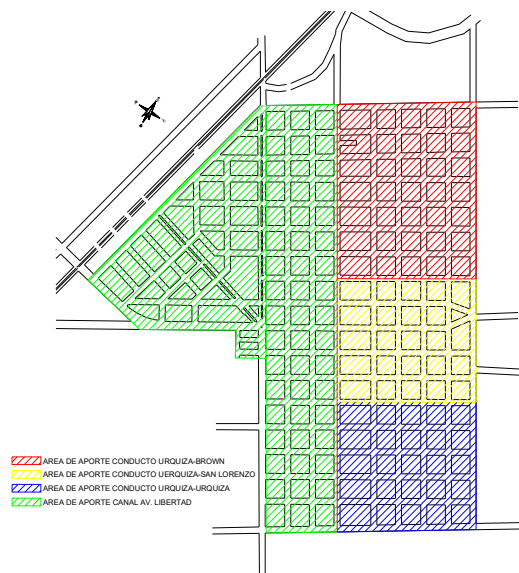 AREA DE APORTE CONDUCTO URQUIZA-BROWN
AREA DE APORTE CONDUCTO UERQUIZA-SAN LORENZO
AREA DE APORTE CONDUCTO URQUIZA-URQUIZA
AREA DE APORTE CANAL AV. LIBERTAD